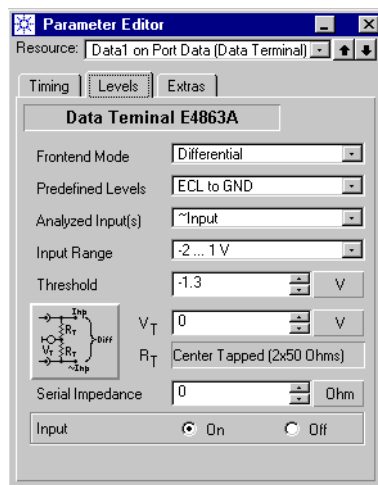 Parameter Editor
Resource: Data1 on Port Data (Data Terminal)
Timing Levels Extras
Data Teminal E4863A
Frontend Mode Differential
Predefined Levels ECL to GND
Analyzed Input(s) ~Input
Input Range -2 ... 1 V
Threshold -1.3 V
Inp
RT
VT
RT
Diff
~Inp
VT 0 V
RT Center Tapped (2x50 Ohms)
Serial Impedance 0 Ohm
Input On Off